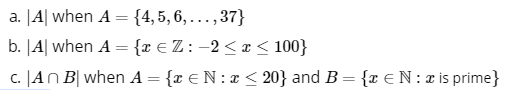 a. |A| when A = {4, 5, 6, . . . , 37}
b. |A| when A = {x ∈ ℤ : −2 ≤ x ≤ 100}
c. |A ∩ B| when A = {x ∈ ℕ : x ≤ 20} and B = {x ∈ ℕ : x is prime}